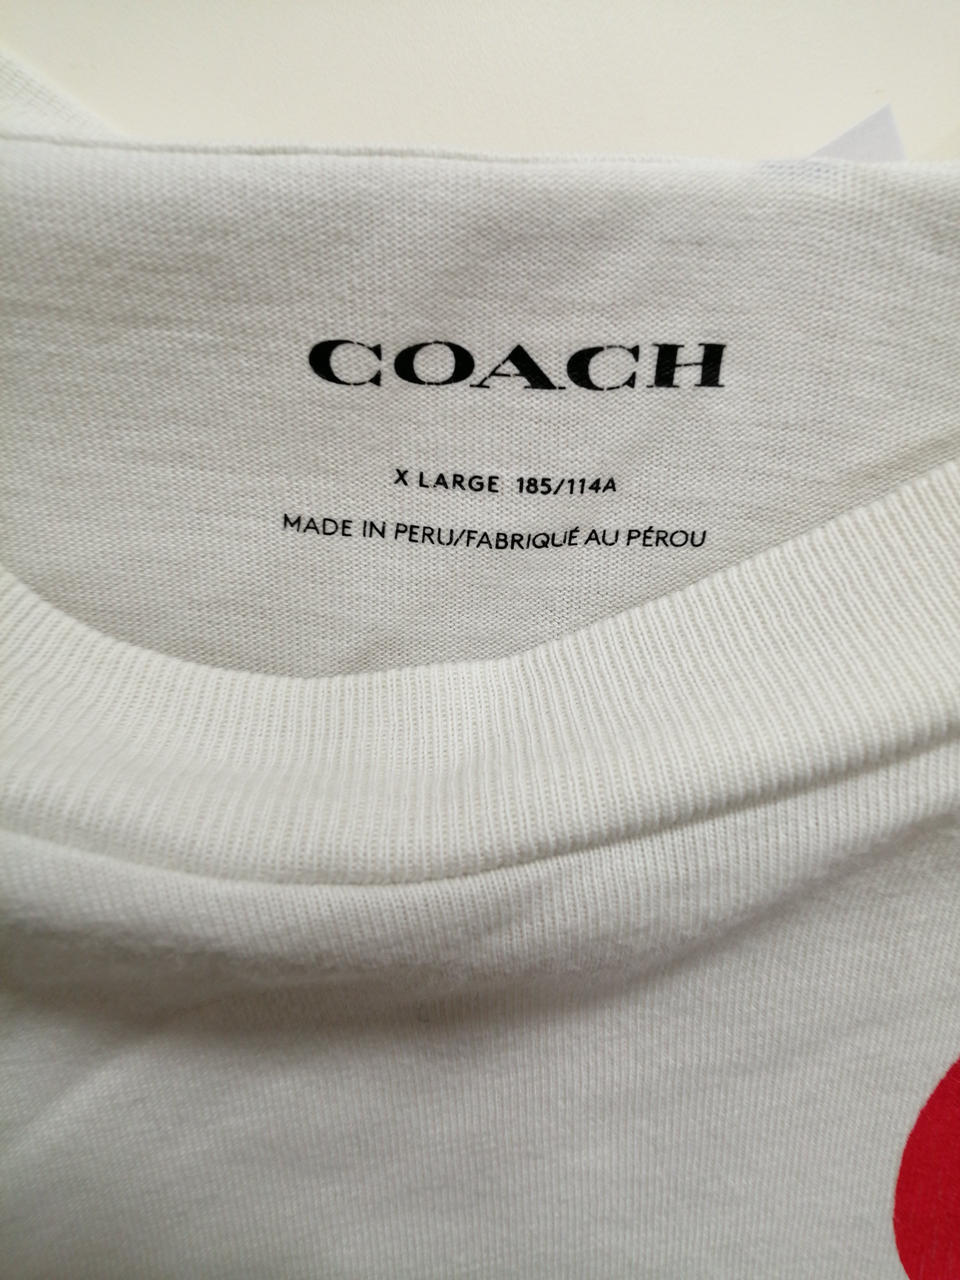 COACH
X LARGE 185/114A
MADE IN PERU/FABRIQUÉ AU PÉROU